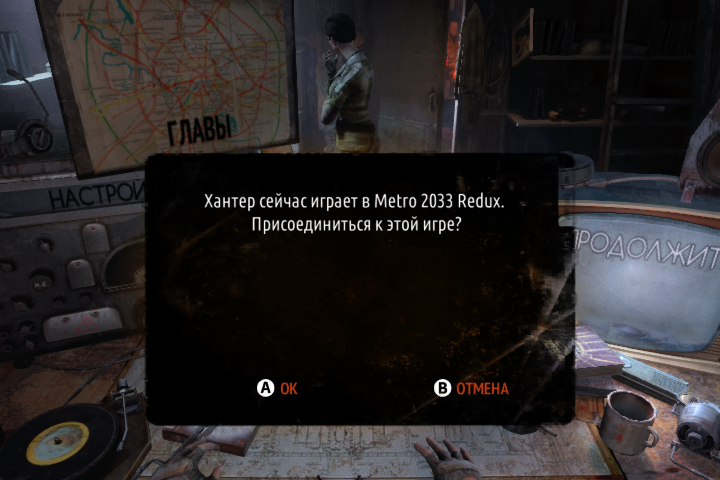 ГЛАВЫ
НАСТРОЙ
Хантер сейчас играет в Metro 2033 Redux.
Присоединиться к этой игре?
ПРОДОЛЖИТ
A ОК
B ОТМЕНА